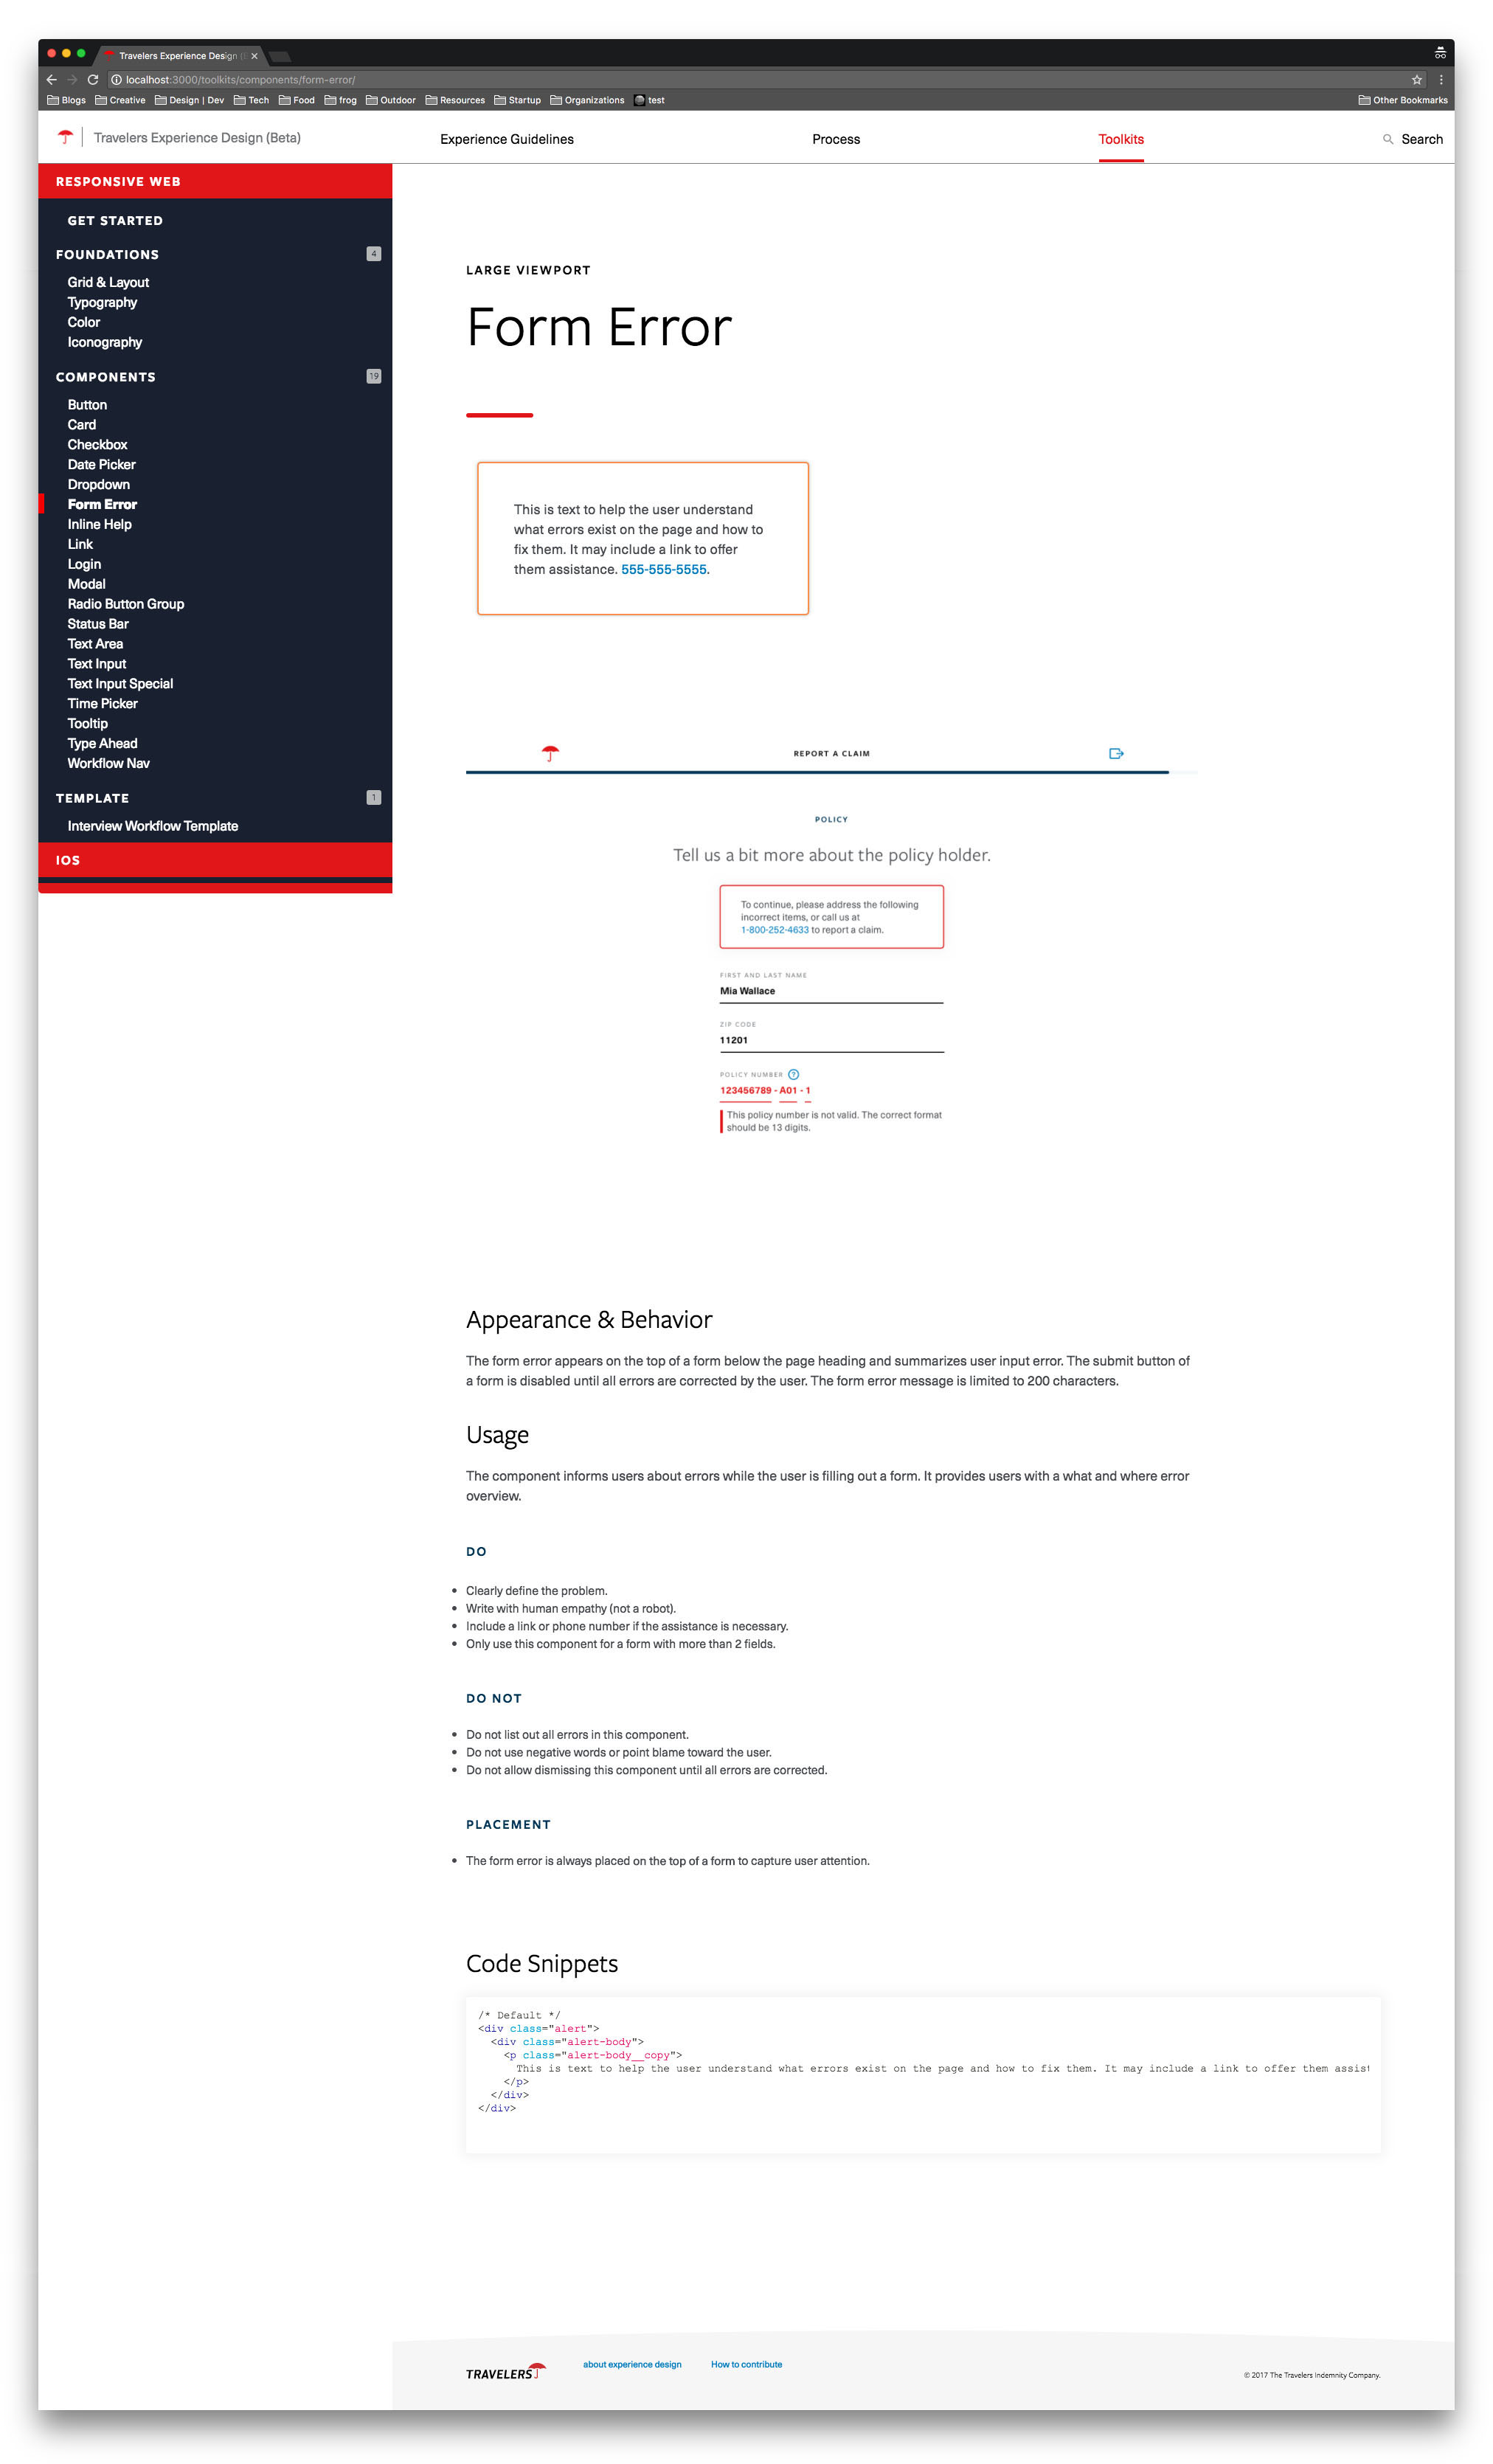 Travelers Experience Design (
localhost:3000/toolkits/components/form-error/
Blogs Creative Design | Dev Tech Food frog Outdoor Resources Startup Organizations test Other Bookmarks
Travelers Experience Design (Beta) Experience Guidelines Process Toolkits Search
RESPONSIVE WEB
GET STARTED
FOUNDATIONS 4
Grid & Layout
Typography
Color
Iconography
COMPONENTS 19
Button
Card
Checkbox
Date Picker
Dropdown
Form Error
Inline Help
Link
Login
Modal
Radio Button Group
Status Bar
Text Area
Text Input
Text Input Special
Time Picker
Tooltip
Type Ahead
Workflow Nav
TEMPLATE 1
Interview Workflow Template
IOS
LARGE VIEWPORT
Form Error
This is text to help the user understand
what errors exist on the page and how to
fix them. It may include a link to offer
them assistance. 555-555-5555.
REPORT A CLAIM
POLICY
Tell us a bit more about the policy holder.
To continue, please address the following
incorrect items, or call us at
1-800-252-4633 to report a claim.
FIRST AND LAST NAME
Mia Wallace
ZIP CODE
11201
POLICY NUMBER ?
123456789 - A01 - 1
This policy number is not valid. The correct format
should be 13 digits.
Appearance & Behavior
The form error appears on the top of a form below the page heading and summarizes user input error. The submit button of
a form is disabled until all errors are corrected by the user. The form error message is limited to 200 characters.
Usage
The component informs users about errors while the user is filling out a form. It provides users with a what and where error
overview.
DO
• Clearly define the problem.
• Write with human empathy (not a robot).
• Include a link or phone number if the assistance is necessary.
• Only use this component for a form with more than 2 fields.
DO NOT
• Do not list out all errors in this component.
• Do not use negative words or point blame toward the user.
• Do not allow dismissing this component until all errors are corrected.
PLACEMENT
• The form error is always placed on the top of a form to capture user attention.
Code Snippets
/* Default */
<div class="alert">
<div class="alert-body">
<p class="alert-body__copy">
This is text to help the user understand what errors exist on the page and how to fix them. It may include a link to offer them assist
</p>
</div>
</div>
TRAVELERS about experience design How to contribute
© 2017 The Travelers Indemnity Company.